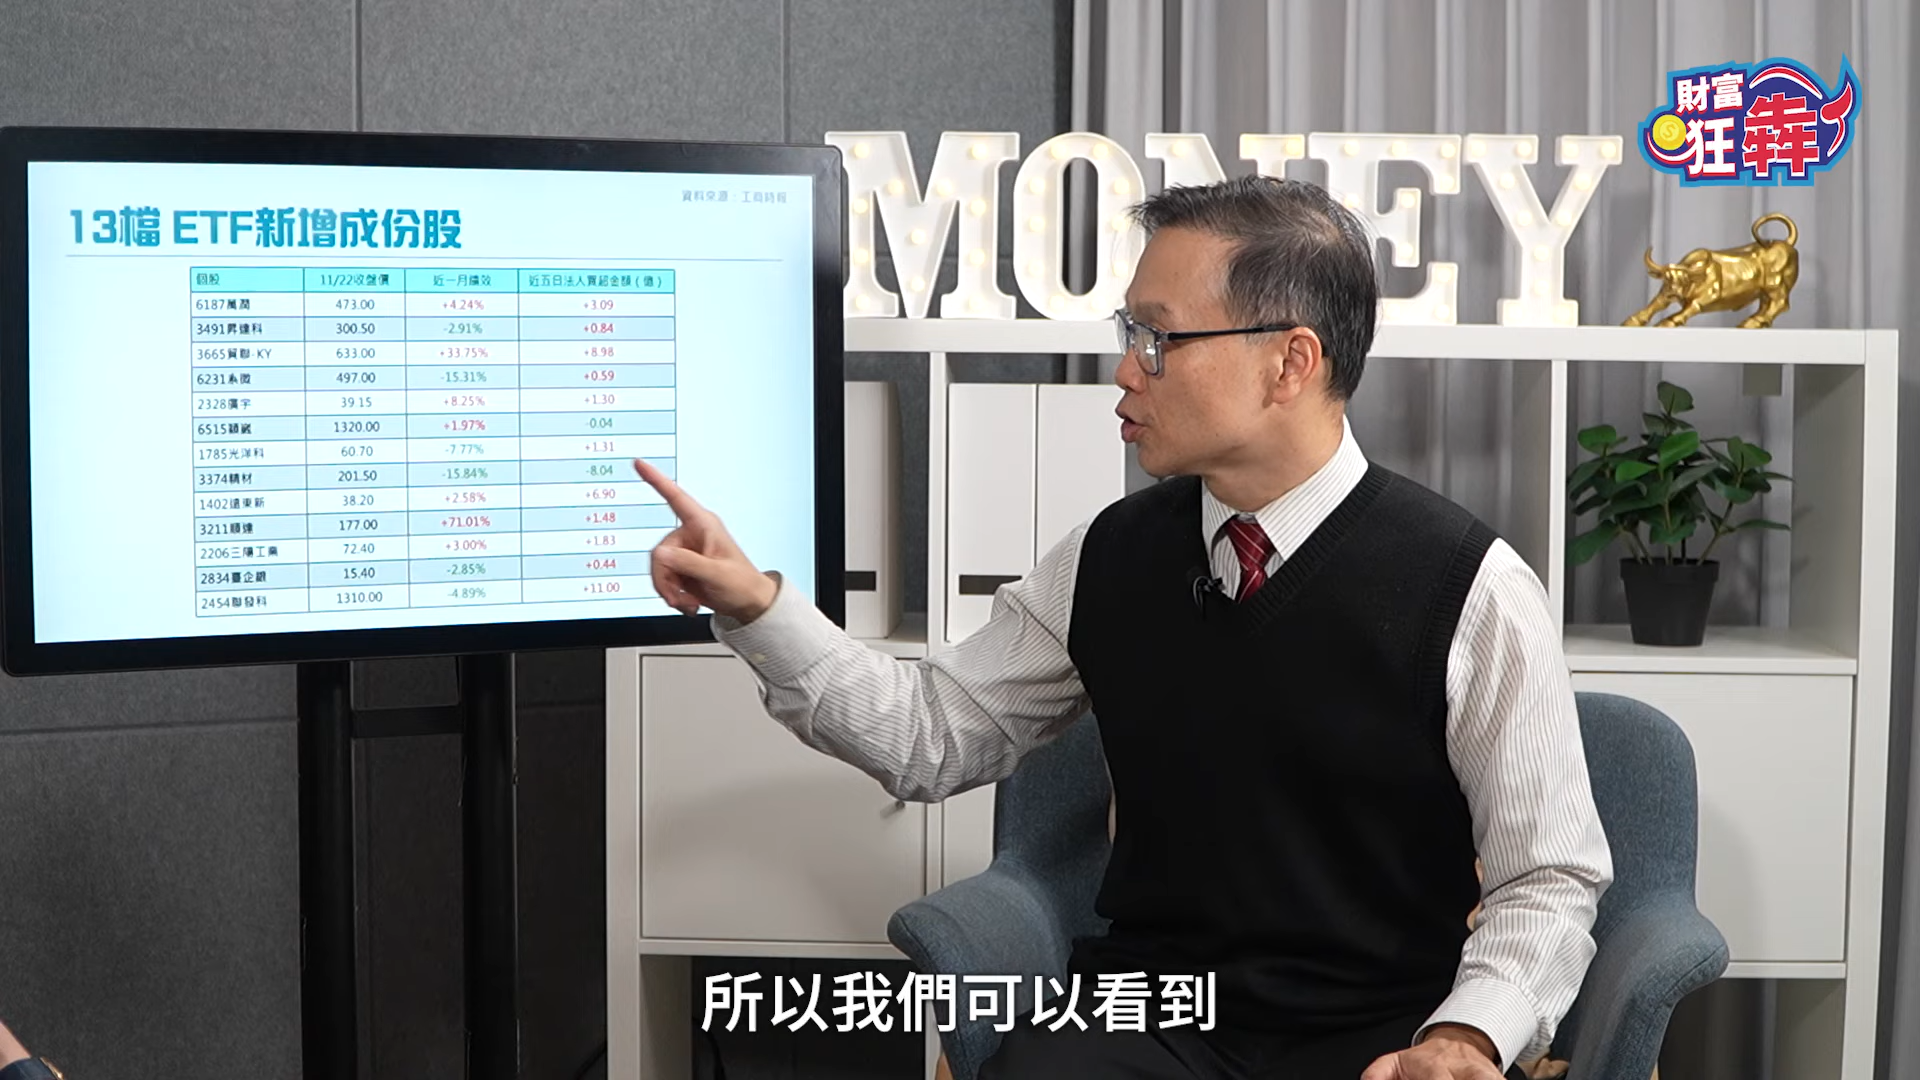 財富
狂犇
MONEY
資料來源：工商時報
13檔 ETF新增成份股
個股 11/22收盤價 近一月績效 近五日法人買超金額（億）
6187萬潤 473.00 +4.24% +3.09
3491昇達科 300.50 -2.91% +0.84
3665貿聯-KY 633.00 +33.75% +8.98
6231系微 497.00 -15.31% +0.59
2328廣宇 39.15 +8.25% +1.30
6515穎崴 1320.00 +1.97% -0.04
1785光洋科 60.70 -7.77% +1.31
3374精材 201.50 -15.84% -8.04
1402遠東新 38.20 +2.58% +6.90
3211順達 177.00 +71.01% +1.48
2206三陽工業 72.40 +3.00% +1.83
2834臺企銀 15.40 -2.85% +0.44
2454聯發科 1310.00 -4.89% +11.00
所以我們可以看到